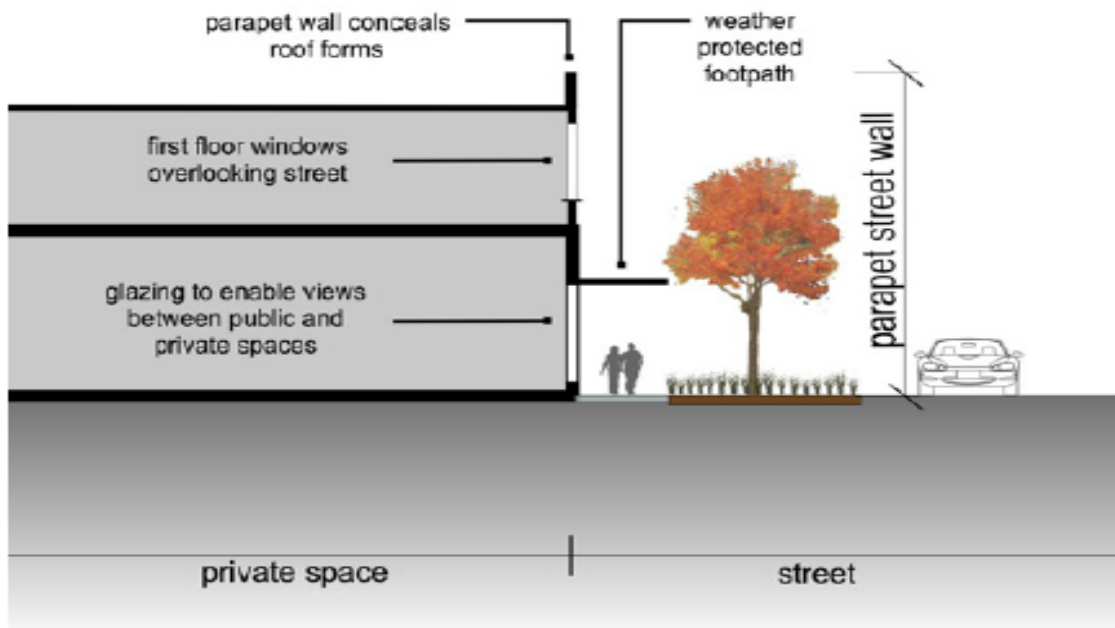 parapet wall conceals
roof forms
weather
protected
footpath
first floor windows
overlooking street
glazing to enable views
between public and
private spaces
parapet street wall
private space
street